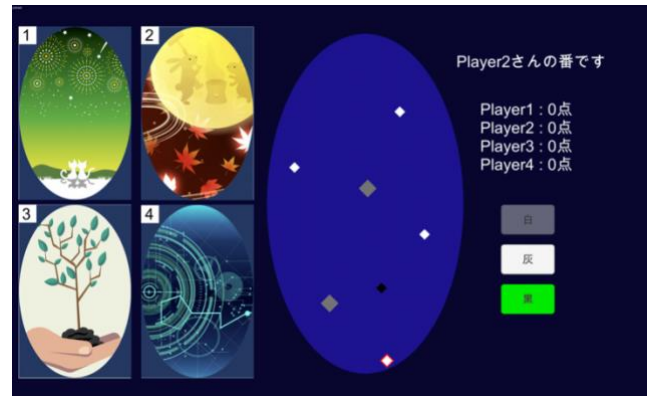 1
2
3
4
Player2さんの番です
Player1 : 0点
Player2 : 0点
Player3 : 0点
Player4 : 0点
白
灰
黒